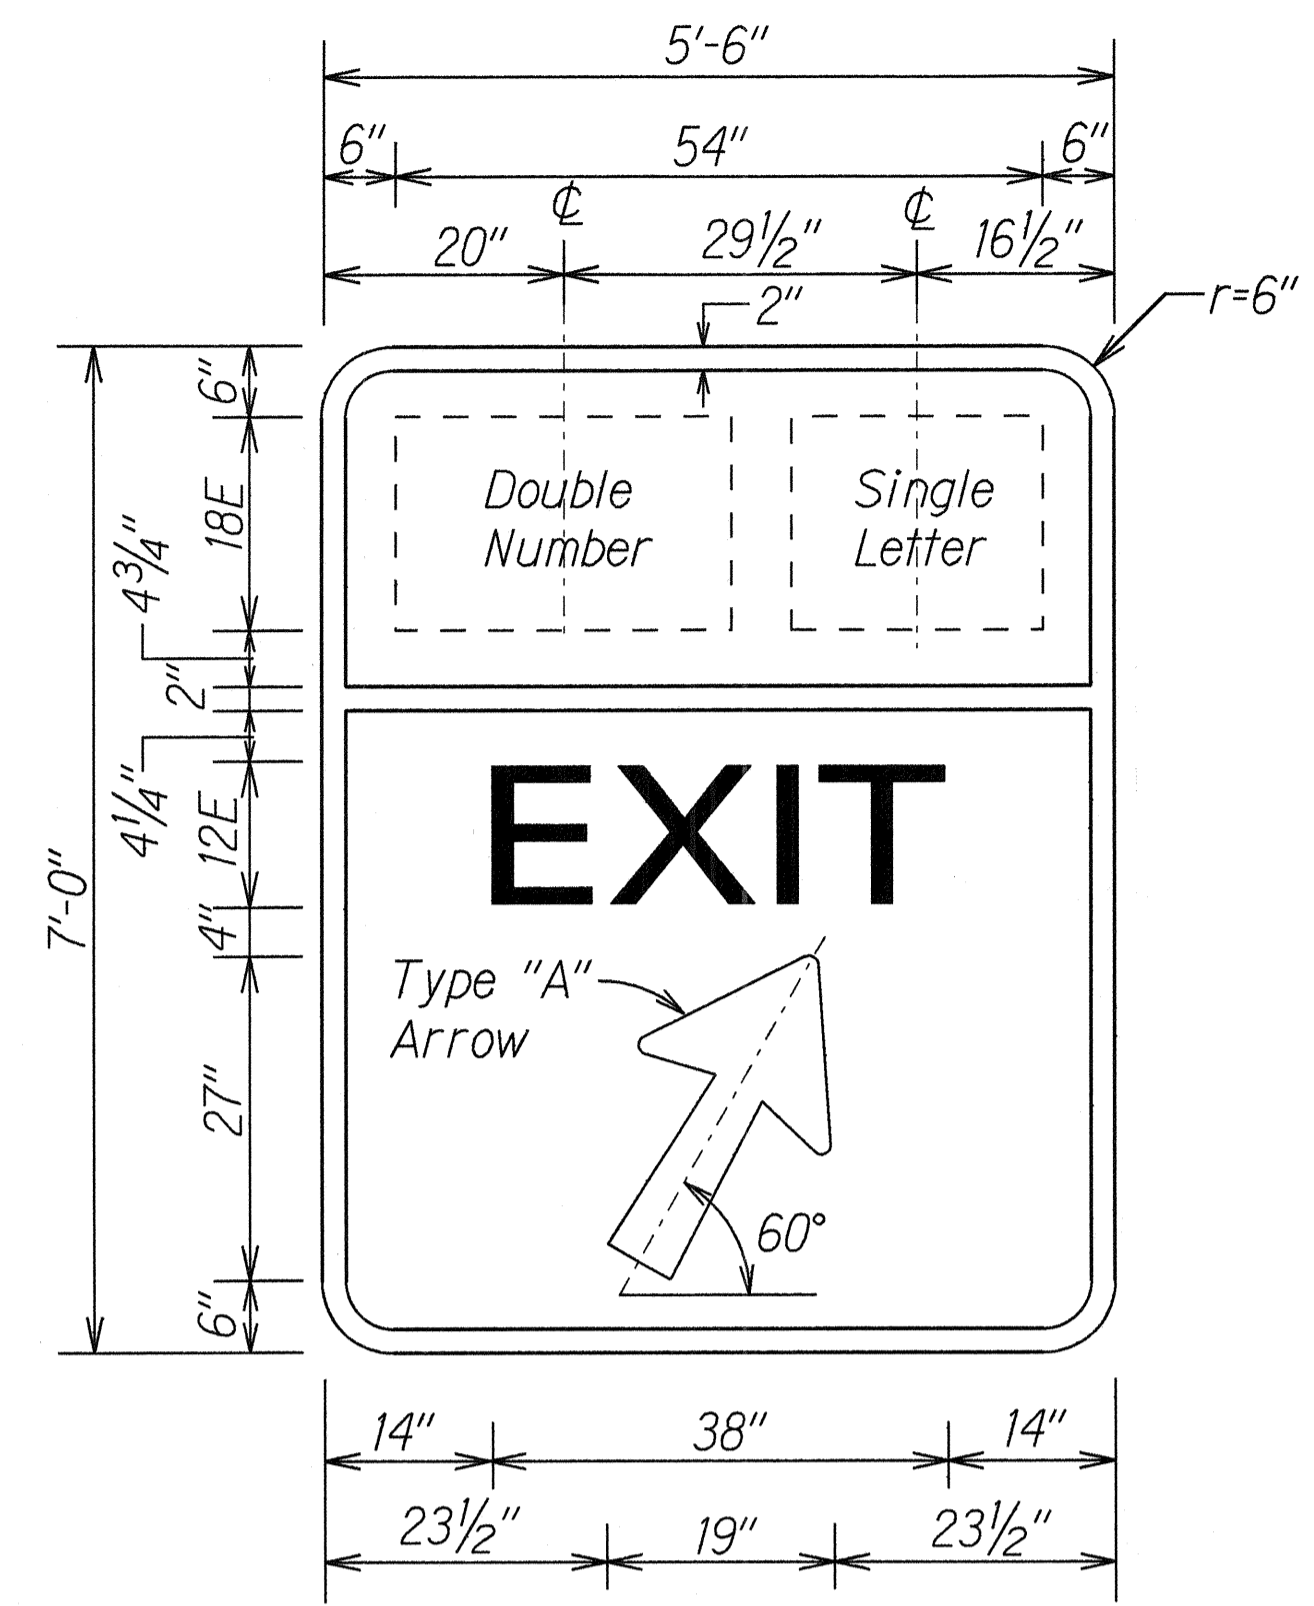 5'-6"
6" 54" 6"
℄ ℄
20" 29½" 16½"
2"
r=6"
6"
Double
Number
Single
Letter
18E
4¾"
2"
4¼"
EXIT
12E
7'-0"
4"
Type "A"
Arrow
27"
60°
6"
14" 38" 14"
23½" 19" 23½"